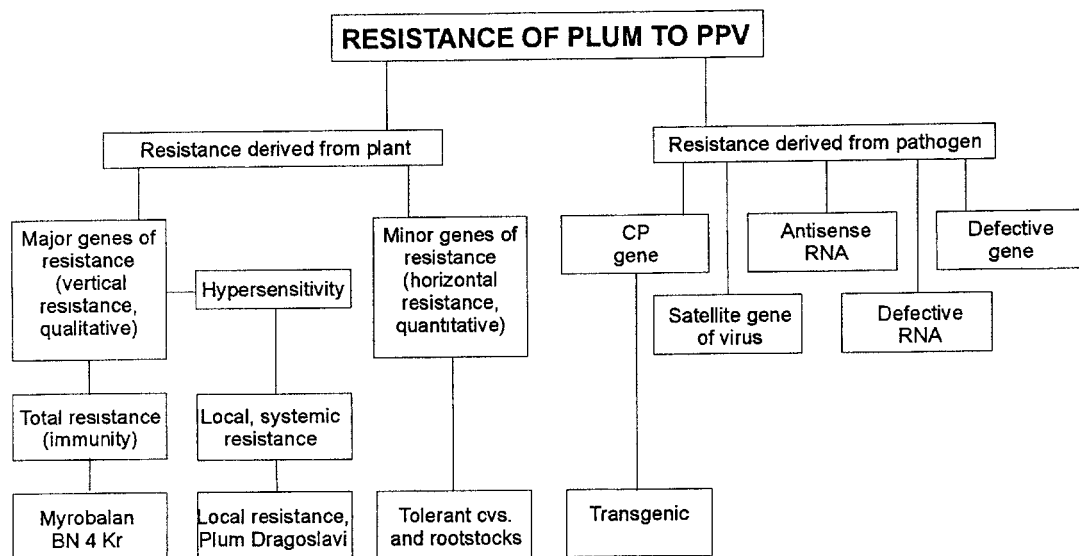 RESISTANCE OF PLUM TO PPV
Resistance derived from plant
Resistance derived from pathogen
Major genes of
resistance
(vertical
resistance,
qualitative)
Hypersensitivity
Minor genes of
resistance
(horizontal
resistance,
quantitative)
CP
gene
Satellite gene
of virus
Antisense
RNA
Defective
RNA
Defective
gene
Total resistance
(immunity)
Local, systemic
resistance
Myrobalan
BN 4 Kr
Local resistance,
Plum Dragoslavi
Tolerant cvs.
and rootstocks
Transgenic